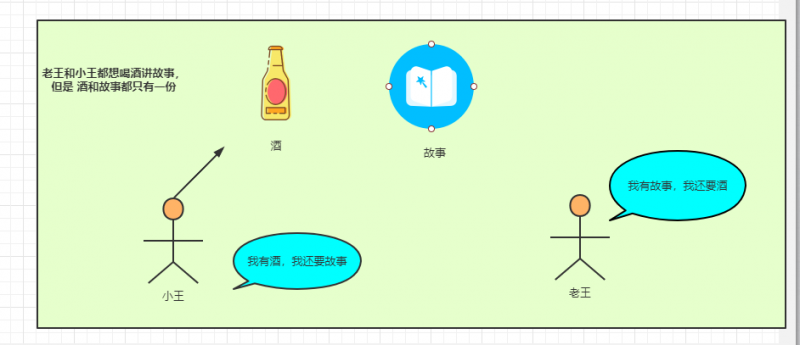 老王和小王都想喝酒讲故事，
但是 酒和故事都只有一份
酒
故事
我有故事，我还要酒
我有酒，我还要故事
小王
老王